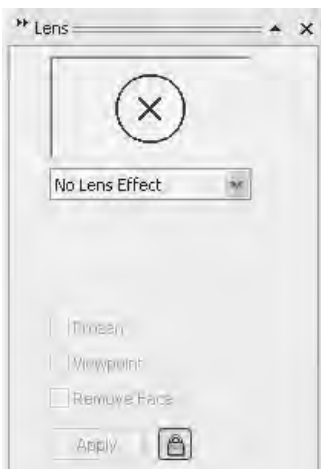 Lens
No Lens Effect
Frozen
Viewpoint
Remove Face
Apply